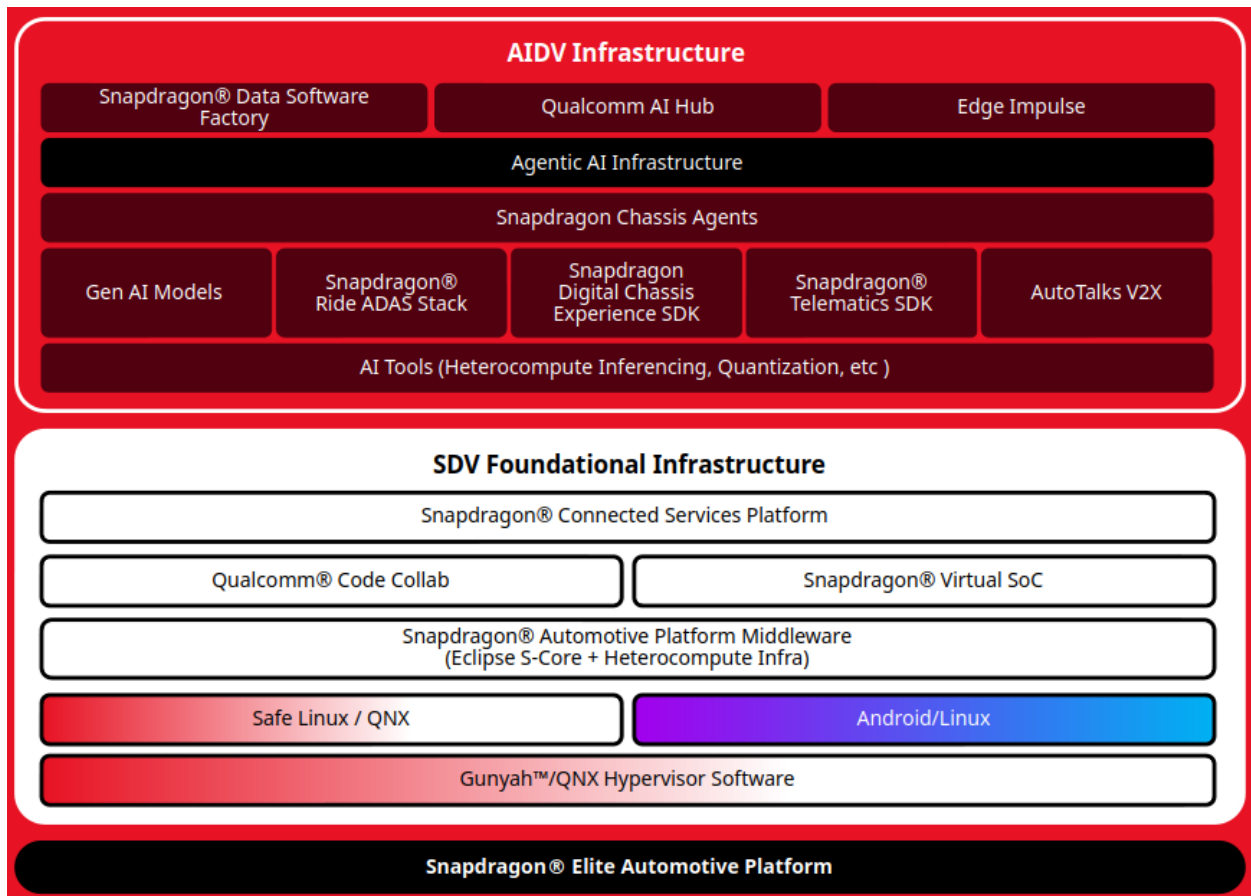 AIDV Infrastructure
Snapdragon® Data Software
Factory
Qualcomm AI Hub
Edge Impulse
Agentic AI Infrastructure
Snapdragon Chassis Agents
Gen AI Models
Snapdragon®
Ride ADAS Stack
Snapdragon
Digital Chassis
Experience SDK
Snapdragon®
Telematics SDK
AutoTalks V2X
AI Tools (Heterocompute Inferencing, Quantization, etc )
SDV Foundational Infrastructure
Snapdragon® Connected Services Platform
Qualcomm® Code Collab
Snapdragon® Virtual SoC
Snapdragon® Automotive Platform Middleware
(Eclipse S-Core + Heterocompute Infra)
Safe Linux / QNX
Android/Linux
Gunyah™/QNX Hypervisor Software
Snapdragon® Elite Automotive Platform